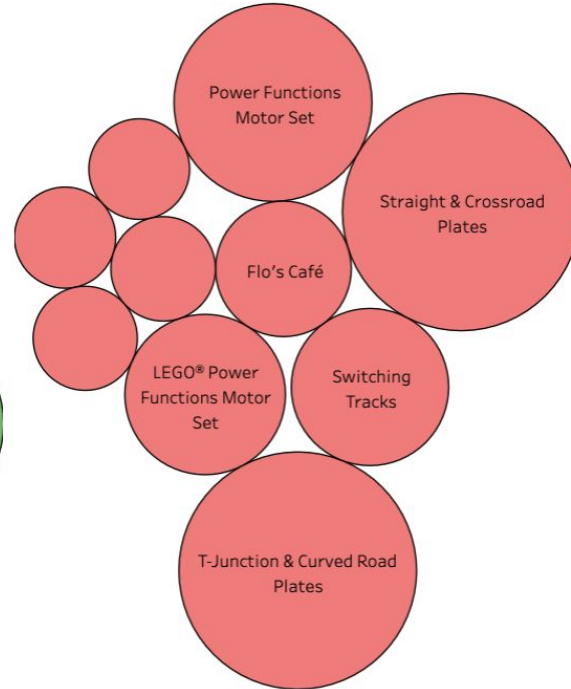 Power Functions
Motor Set
Straight & Crossroad
Plates
Flo's Café
LEGO® Power
Functions Motor
Set
Switching
Tracks
T-Junction & Curved Road
Plates